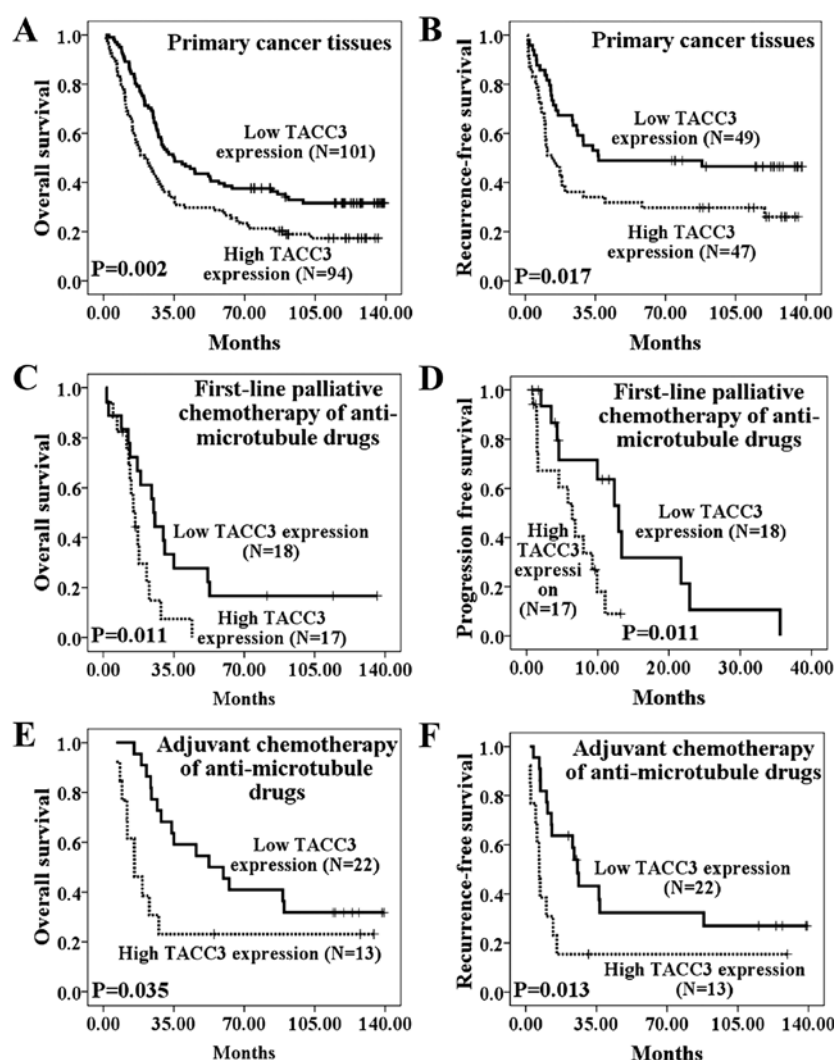 A
Primary cancer tissues
Overall survival
1.0
0.8
0.6
0.4
0.2
0.0
Low TACC3
expression (N=101)
High TACC3
expression (N=94)
P=0.002
0.00 35.00 70.00 105.00 140.00
Months
B
Primary cancer tissues
Recurrence-free survival
1.0
0.8
0.6
0.4
0.2
0.0
Low TACC3
expression (N=49)
High TACC3
expression (N=47)
P=0.017
0.00 35.00 70.00 105.00 140.00
Months
C
First-line palliative
chemotherapy of anti-
microtubule drugs
Overall survival
1.0
0.8
0.6
0.4
0.2
0.0
Low TACC3 expression
(N=18)
High TACC3
expression (N=17)
P=0.011
0.00 35.00 70.00 105.00 140.00
Months
D
First-line palliative
chemotherapy of anti-
microtubule drugs
Progression free survival
1.0
0.8
0.6
0.4
0.2
0.0
Low TACC3
expression (N=18)
High
TACC3
expressi
on
(N=17)
P=0.011
0.00 10.00 20.00 30.00 40.00
Months
E
Adjuvant chemotherapy
of anti-microtubule
drugs
Overall survival
1.0
0.8
0.6
0.4
0.2
0.0
Low TACC3
expression (N=22)
High TACC3 expression (N=13)
P=0.035
0.00 35.00 70.00 105.00 140.00
Months
F
Adjuvant chemotherapy
of anti-microtubule drugs
Recurrence-free survival
1.0
0.8
0.6
0.4
0.2
0.0
Low TACC3 expression
(N=22)
High TACC3 expression
(N=13)
P=0.013
0.00 35.00 70.00 105.00 140.00
Months